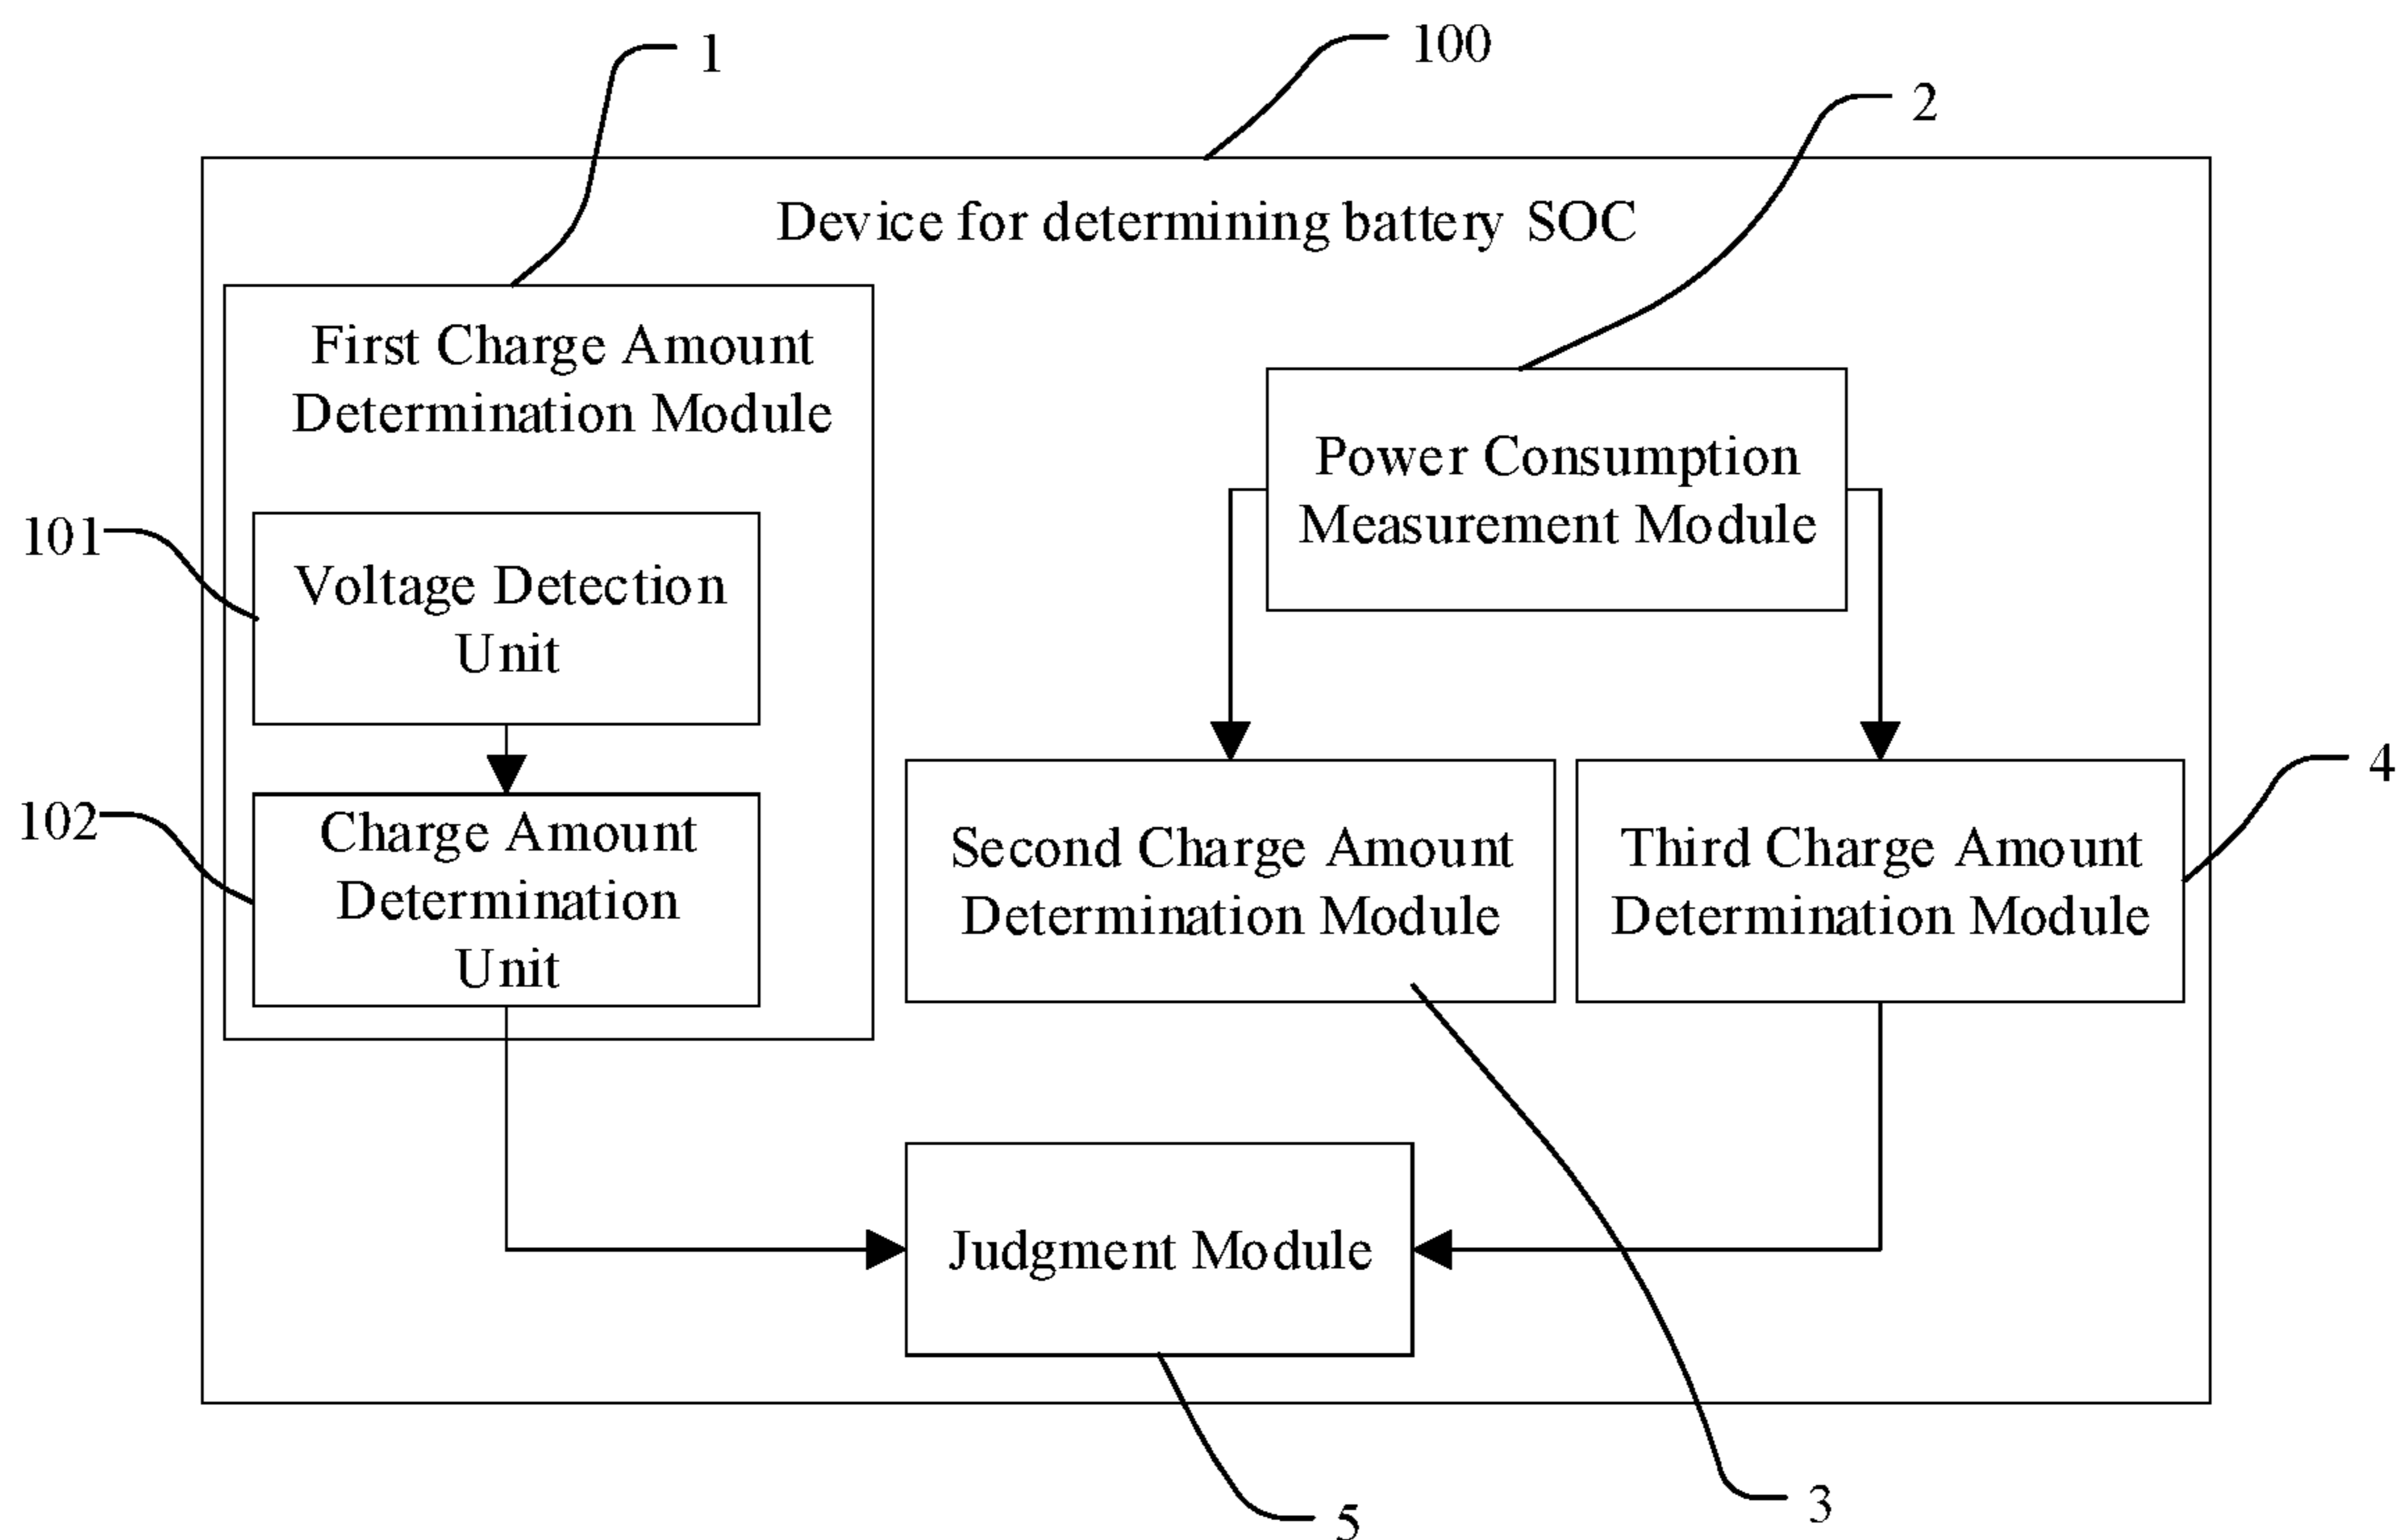 1
100
2
Device for determining battery SOC
First Charge Amount
Determination Module
Power Consumption
Measurement Module
101
Voltage Detection
Unit
102
Charge Amount
Determination
Unit
Second Charge Amount
Determination Module
Third Charge Amount
Determination Module
4
Judgment Module
3
5